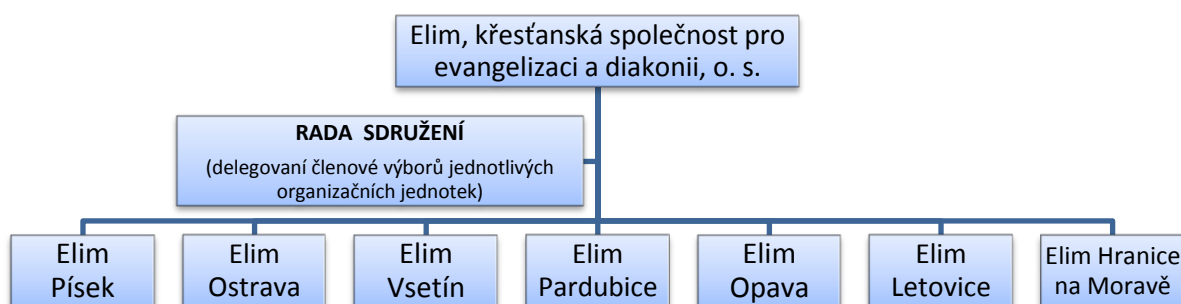 Elim, křesťanská společnost pro
evangelizaci a diakonii, o. s.
RADA SDRUŽENÍ
(delegovaní členové výborů jednotlivých
organizačních jednotek)
Elim
Písek
Elim
Ostrava
Elim
Vsetín
Elim
Pardubice
Elim
Opava
Elim
Letovice
Elim Hranice
na Moravě